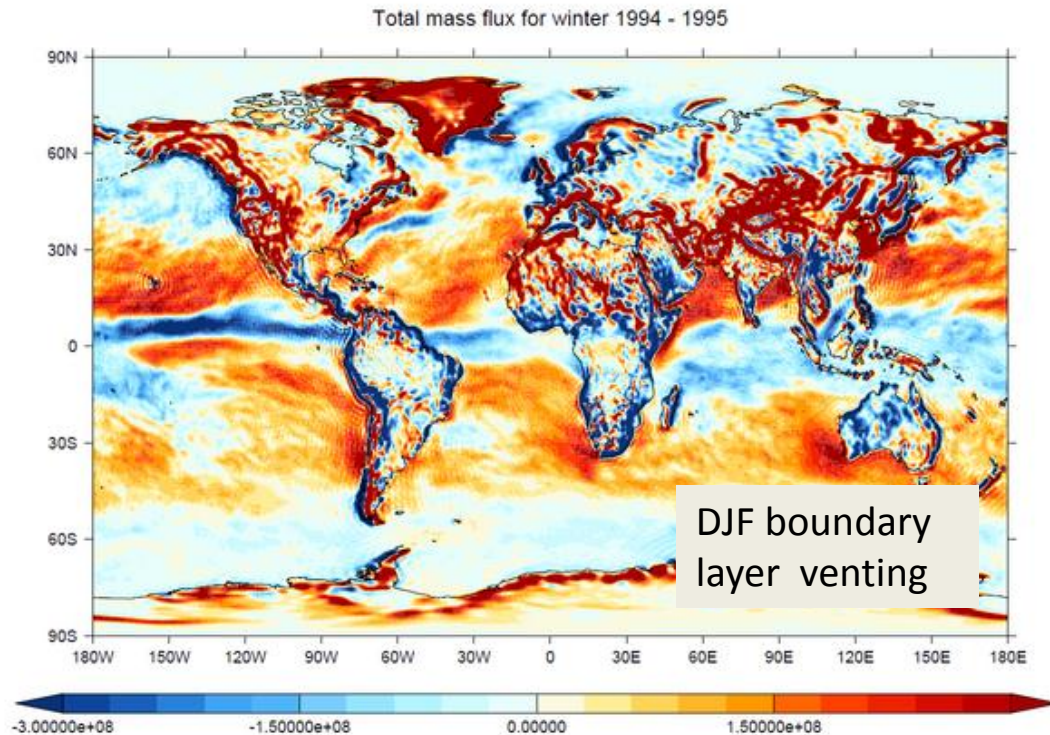 Total mass flux for winter 1994 - 1995
90N
60N
30N
0
30S
60S
90S
DJF boundary
layer venting
180W 150W 120W 90W 60W 30W 0 30E 60E 90E 120E 150E 180E
-3.00000e+08 -1.50000e+08 0.00000 1.50000e+08